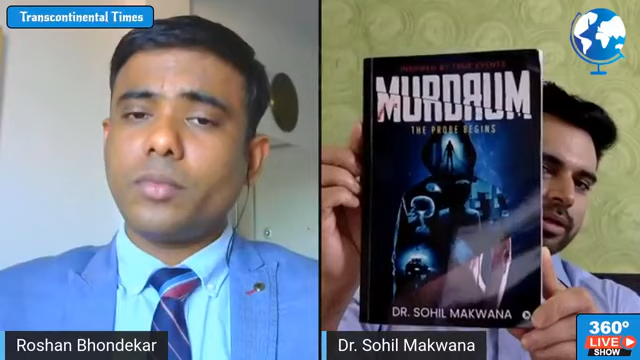 Transcontinental Times
INSPIRED BY TRUE EVENTS
MURDRUM
THE PROBE BEGINS
DR. SOHIL MAKWANA
Roshan Bhondekar
Dr. Sohil Makwana
360°
LIVE
SHOW